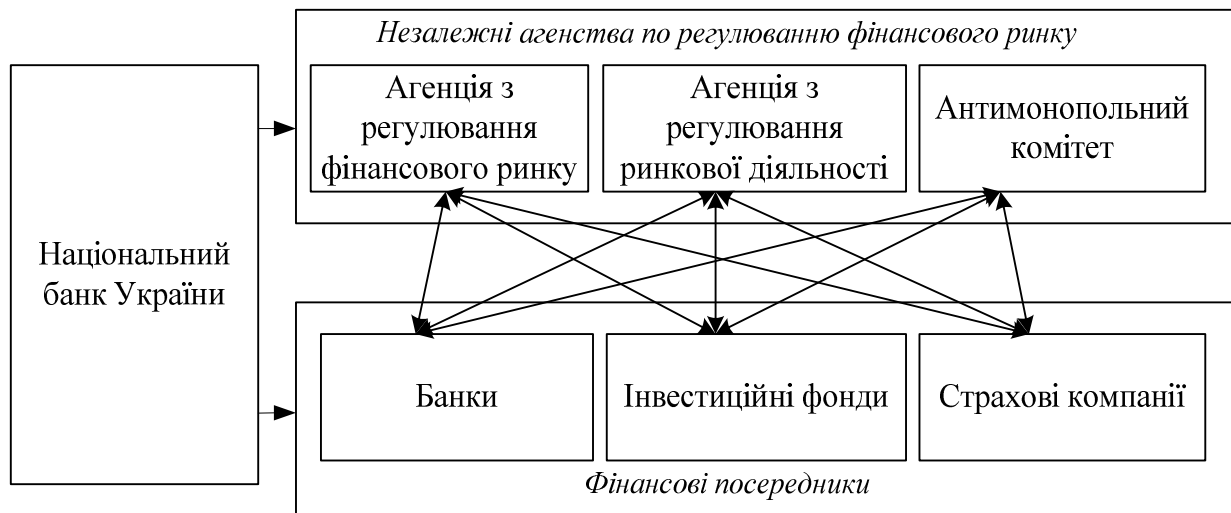 Незалежні агенства по регулюванню фінансового ринку
Агенція з
регулювання
фінансового ринку
Агенція з
регулювання
ринкової діяльності
Антимонопольний
комітет
Національний
банк України
Банки
Інвестиційні фонди
Страхові компанії
Фінансові посередники